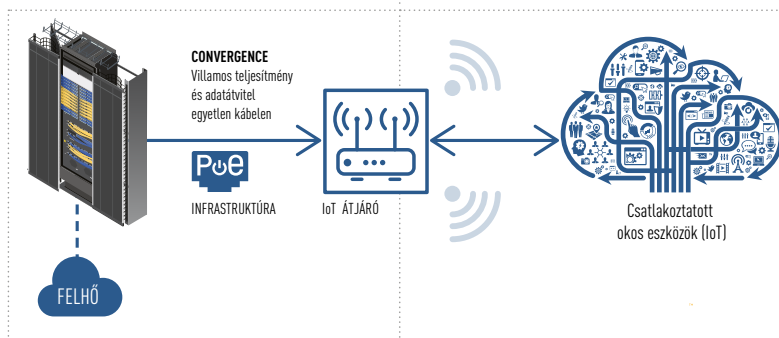 CONVERGENCE
Villamos teljesítmény
és adatátvitel
egyetlen kábelen
PoE
INFRASTRUKTÚRA
IoT ÁTJÁRÓ
FELHŐ
Csatlakoztatott
okos eszközök (IoT)